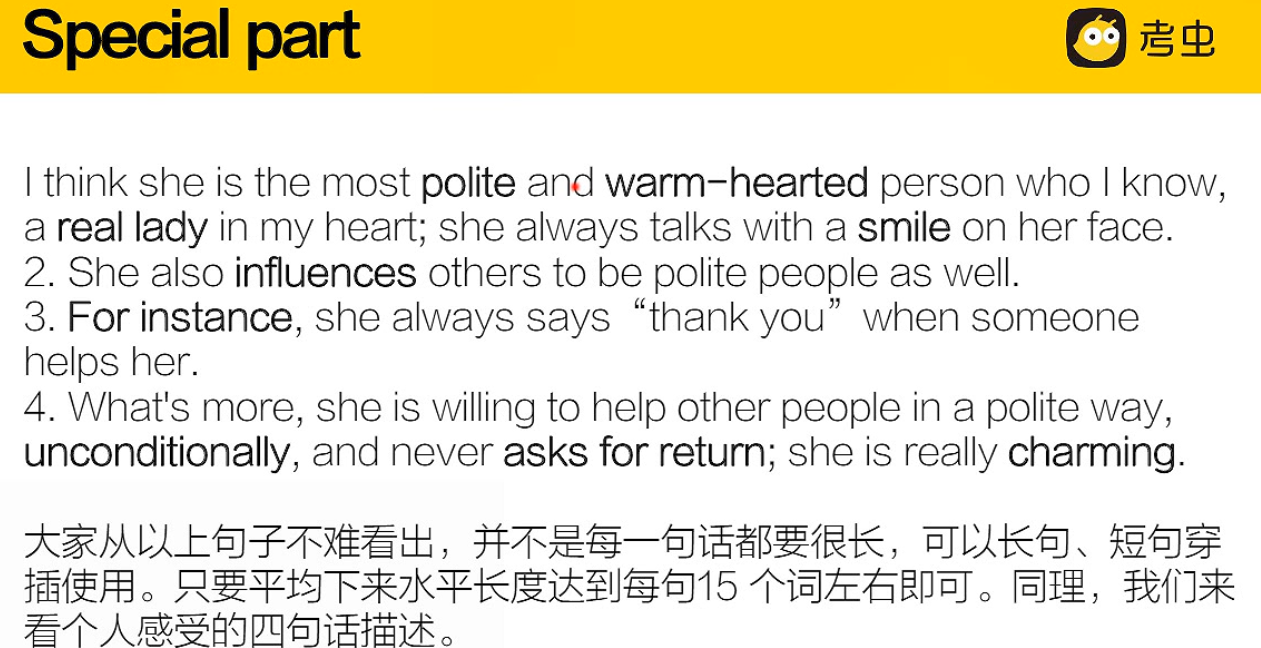 Special part
考虫
I think she is the most polite and warm-hearted person who I know,
a real lady in my heart; she always talks with a smile on her face.
2. She also influences others to be polite people as well.
3. For instance, she always says “thank you” when someone
helps her.
4. What's more, she is willing to help other people in a polite way,
unconditionally, and never asks for return; she is really charming.
大家从以上句子不难看出，并不是每一句话都要很长，可以长句、短句穿
插使用。只要平均下来水平长度达到每句15 个词左右即可。同理，我们来
看个人感受的四句话描述。